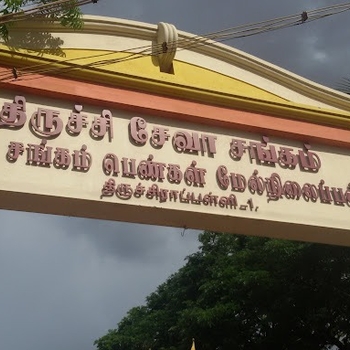 திருச்சி சேவா சங்கம்
சங்கம் பெண்கள் மேல்நிலைப்ப
திருச்சிராப்பள்ளி-1.